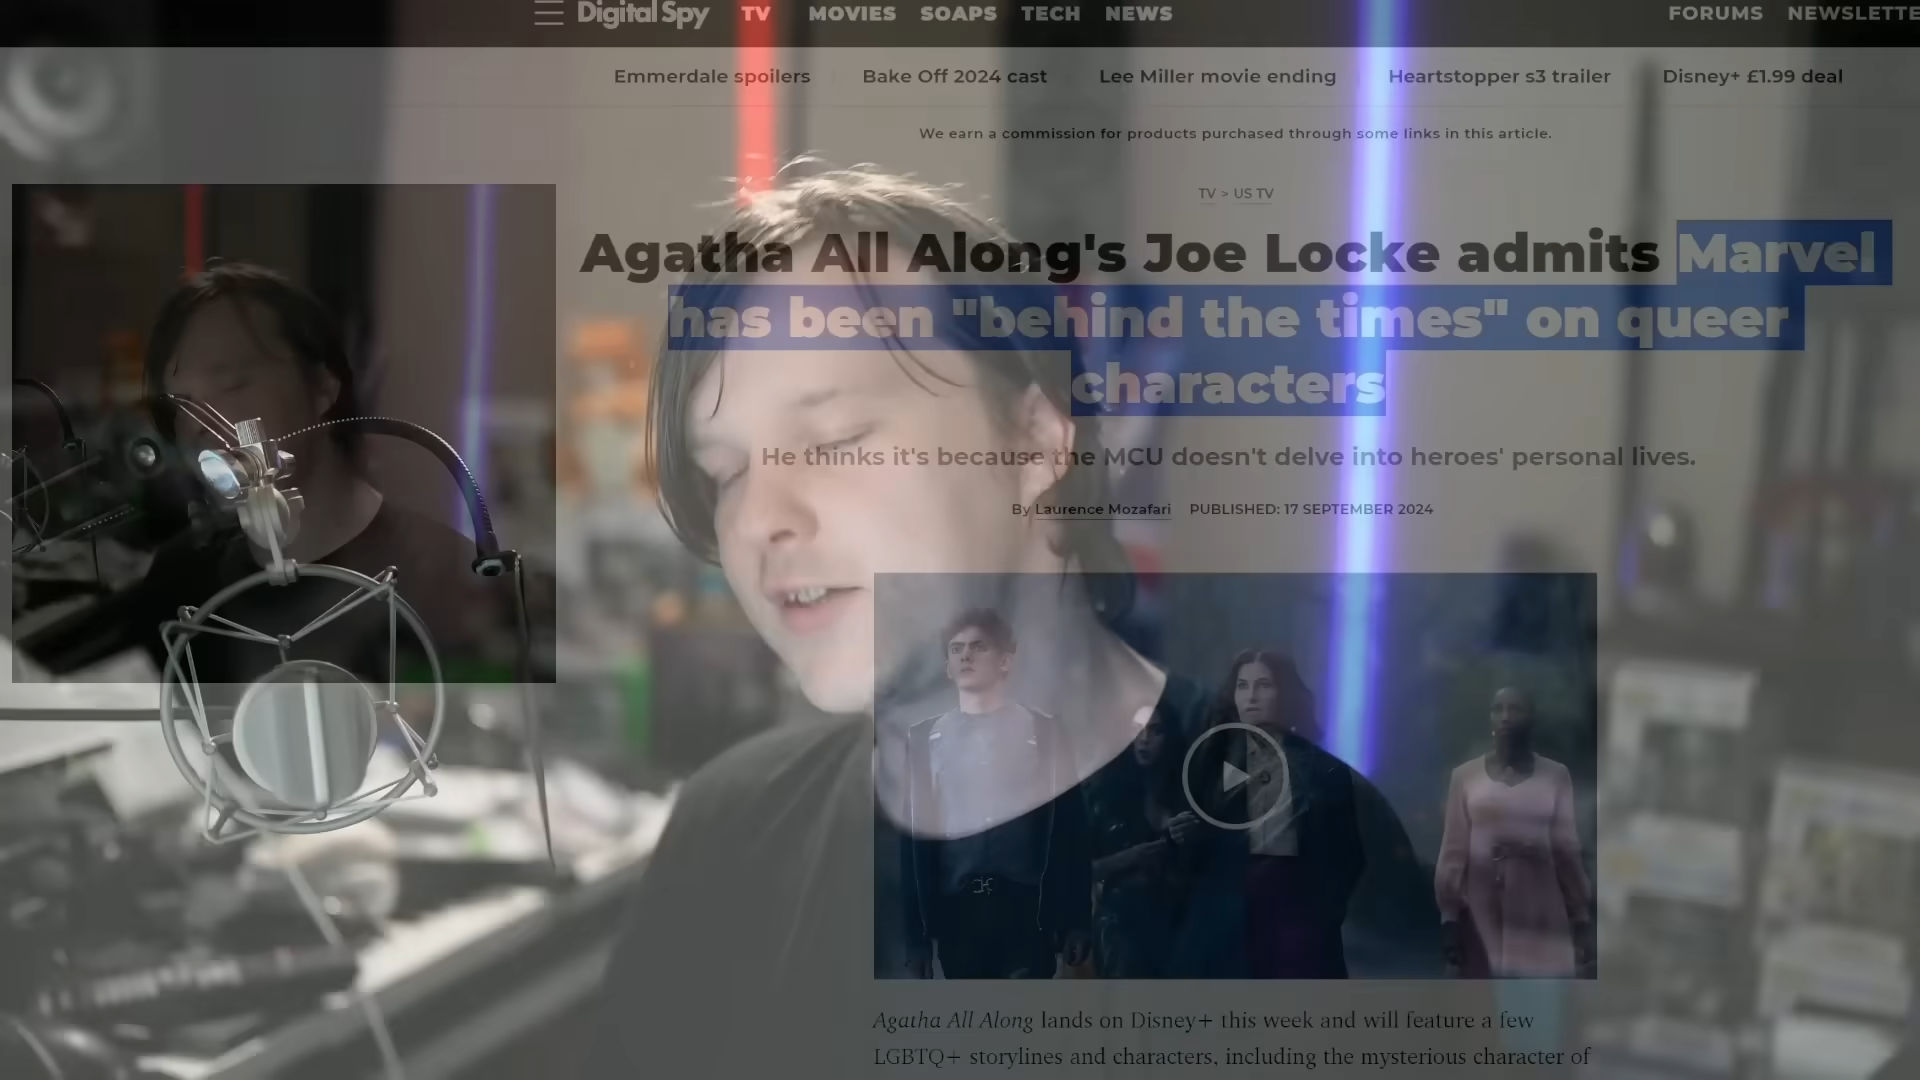 Digital Spy TV MOVIES SOAPS TECH NEWS FORUMS NEWSLETTE
Emmerdale spoilers Bake Off 2024 cast Lee Miller movie ending Heartstopper s3 trailer Disney+ £1.99 deal
We earn a commission for products purchased through some links in this article.
TV > US TV
Agatha All Along's Joe Locke admits Marvel
has been "behind the times" on queer
characters
He thinks it's because the MCU doesn't delve into heroes' personal lives.
By Laurence Mozafari PUBLISHED: 17 SEPTEMBER 2024
Agatha All Along lands on Disney+ this week and will feature a few
LGBTQ+ storylines and characters, including the mysterious character of